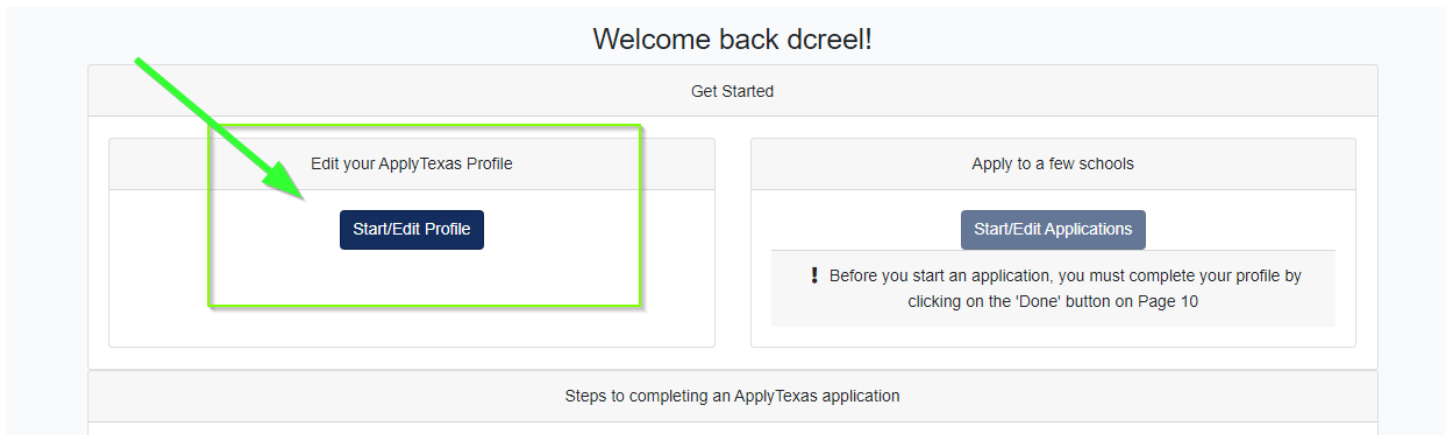 Welcome back dcreel!
Get Started
Edit your ApplyTexas Profile
Start/Edit Profile
Apply to a few schools
Start/Edit Applications
! Before you start an application, you must complete your profile by
clicking on the 'Done' button on Page 10
Steps to completing an ApplyTexas application